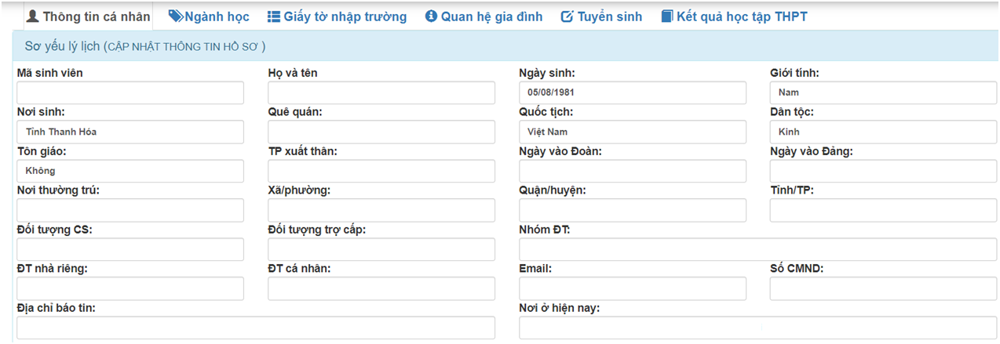 Thông tin cá nhân Ngành học Giấy tờ nhập trường Quan hệ gia đình Tuyển sinh Kết quả học tập THPT
Sơ yếu lý lịch (CẬP NHẬT THÔNG TIN HỒ SƠ )
Mã sinh viên Họ và tên Ngày sinh: Giới tính:
05/08/1981 Nam
Nơi sinh: Quê quán: Quốc tịch: Dân tộc:
Tỉnh Thanh Hóa Việt Nam Kinh
Tôn giáo: TP xuất thân: Ngày vào Đoàn: Ngày vào Đảng:
Không
Nơi thường trú: Xã/phường: Quận/huyện: Tỉnh/TP:
Đối tượng CS: Đối tượng trợ cấp: Nhóm ĐT:
ĐT nhà riêng: ĐT cá nhân: Email: Số CMND:
Địa chỉ báo tin: Nơi ở hiện nay: